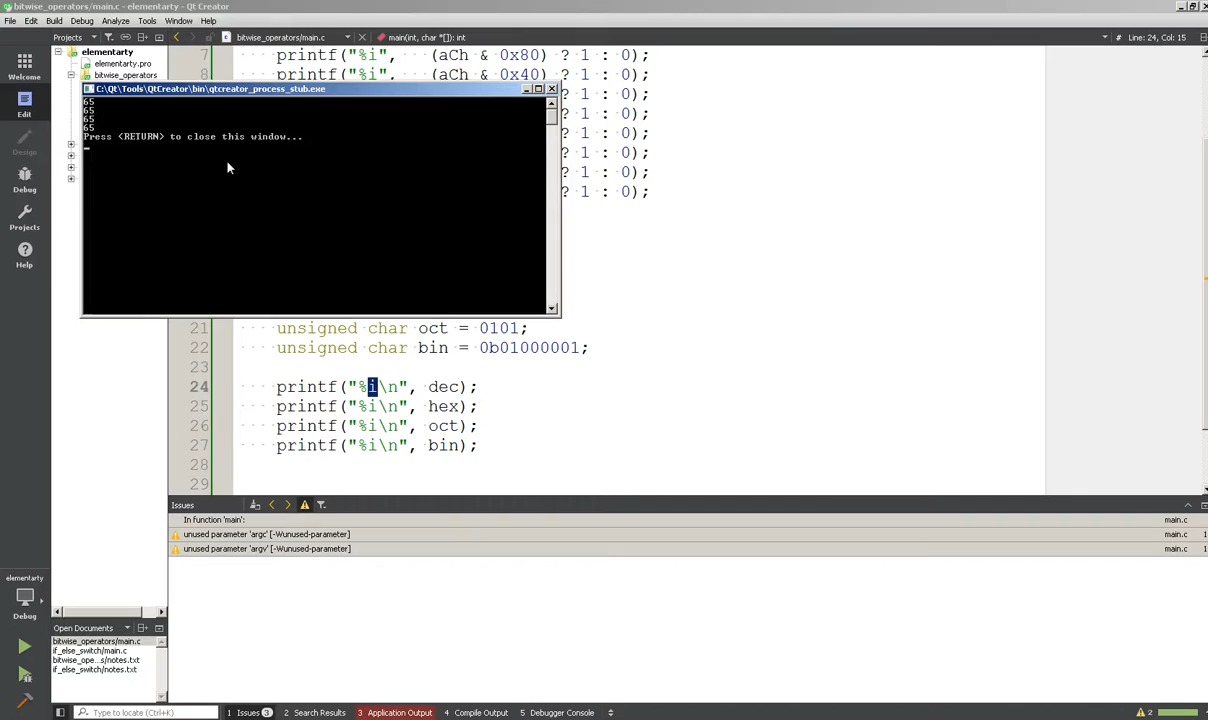 bitwise_operators/main.c - elementarty - Qt Creator
File Edit Build Debug Analyze Tools Window Help
Projects bitwise_operators/main.c main(int, char *[]): int # Line: 24, Col: 15
Welcome
Edit
Design
Debug
Projects
Help
elementarty
elementarty.pro
bitwise_operators
7 printf("%i", (aCh & 0x80) ? 1 : 0);
8 printf("%i", (aCh & 0x40) ? 1 : 0);
C:\Qt\Tools\QtCreator\bin\qtcreator_process_stub.exe
65
65
65
65
Press <RETURN> to close this window...
? 1 : 0);
? 1 : 0);
? 1 : 0);
? 1 : 0);
? 1 : 0);
? 1 : 0);
21 unsigned char oct = 0101;
22 unsigned char bin = 0b01000001;
23
24 printf("%i\n", dec);
25 printf("%i\n", hex);
26 printf("%i\n", oct);
27 printf("%i\n", bin);
28
29
Issues
In function 'main': main.c
unused parameter 'argc' [-Wunused-parameter] main.c 1
unused parameter 'argv' [-Wunused-parameter] main.c 1
elementarty
Debug
Open Documents
bitwise_operators/main.c
if_else_switch/main.c
bitwise_ope...s/notes.txt
if_else_switch/notes.txt
Type to locate (Ctrl+K) 1 Issues 3 2 Search Results 3 Application Output 4 Compile Output 5 Debugger Console 2